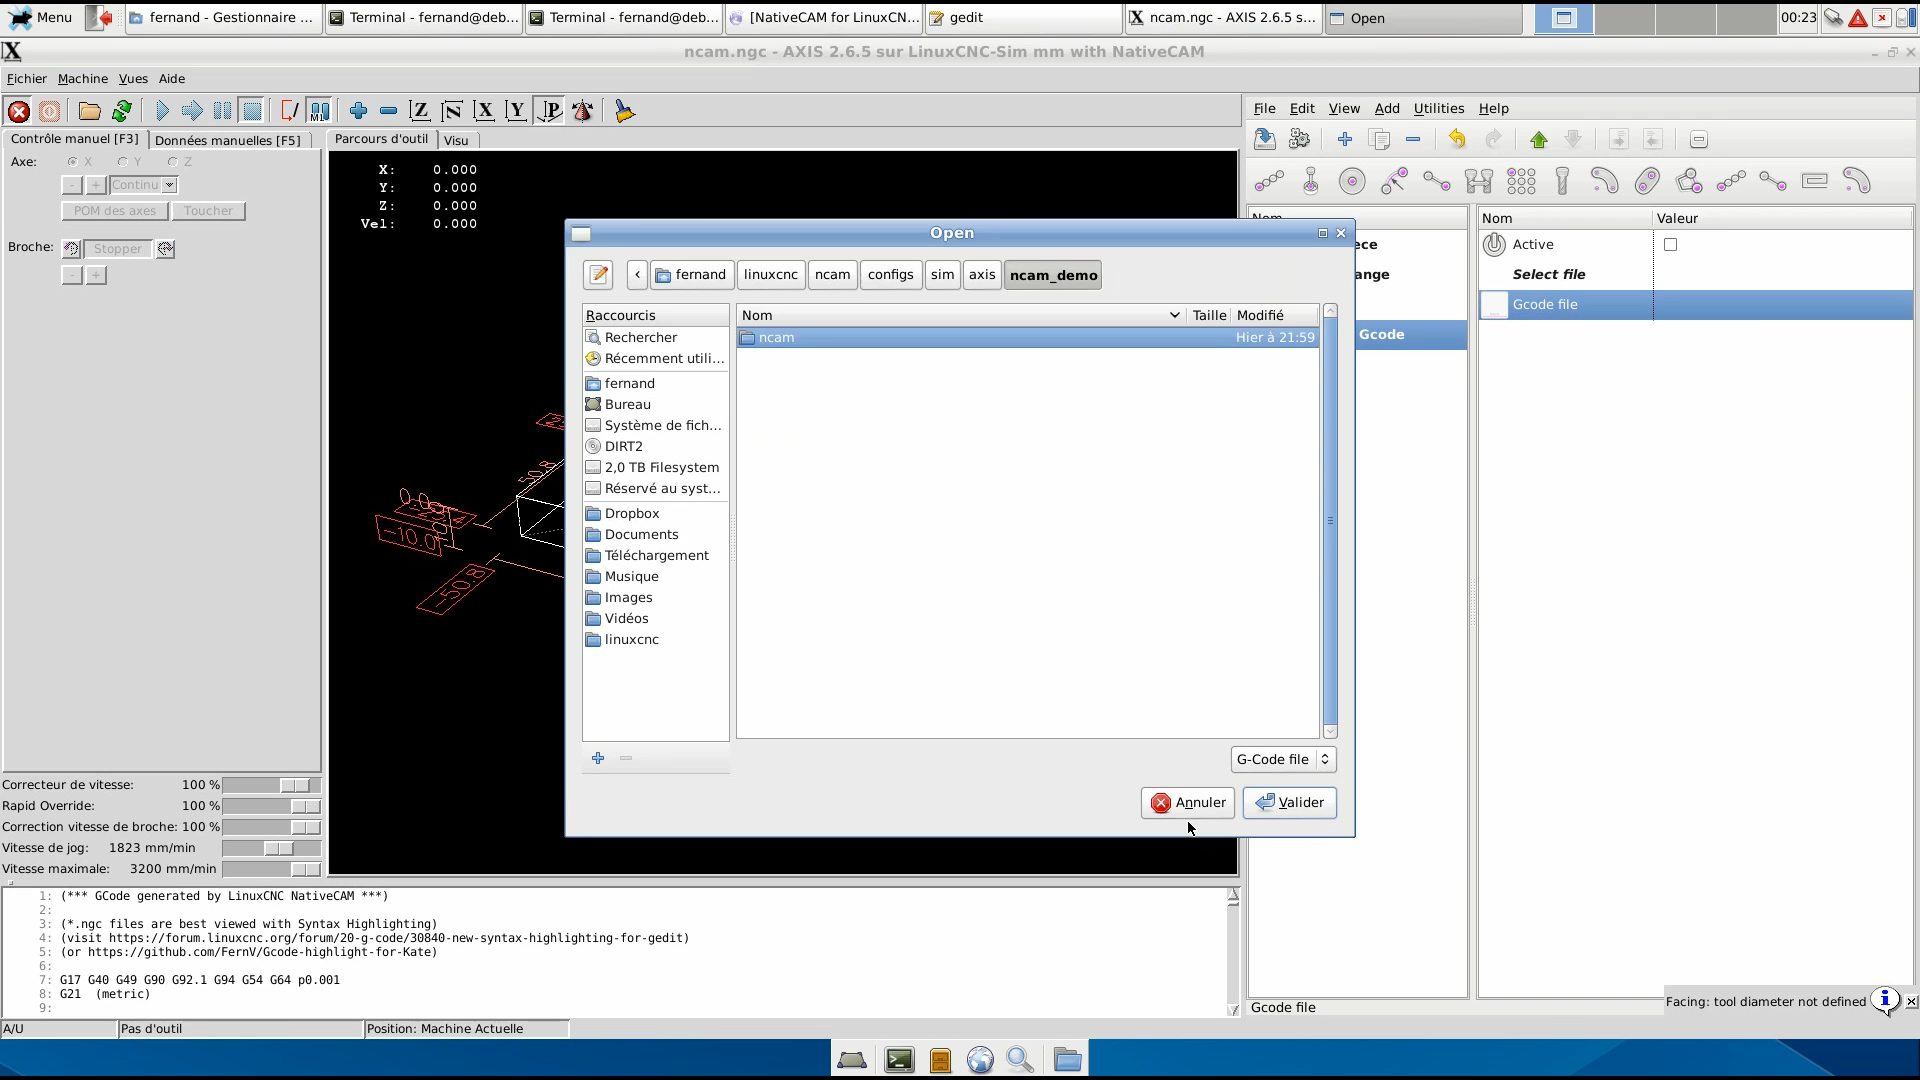 Menu fernand - Gestionnaire ... Terminal - fernand@deb... Terminal - fernand@deb... [NativeCAM for LinuxCN... gedit ncam.ngc - AXIS 2.6.5 s... Open 00:23
ncam.ngc - AXIS 2.6.5 sur LinuxCNC-Sim mm with NativeCAM
Fichier Machine Vues Aide
File Edit View Add Utilities Help
Contrôle manuel [F3] Données manuelles [F5] Parcours d'outil Visu
Axe: X Y Z
- + Continu
POM des axes Toucher
Broche: Stopper
- +
X: 0.000
Y: 0.000
Z: 0.000
Vel: 0.000
-10.0
50.8
-50.8
Open
fernand linuxcnc ncam configs sim axis ncam_demo
Raccourcis
Rechercher
Récemment utili...
fernand
Bureau
Système de fich...
DIRT2
2,0 TB Filesystem
Réservé au syst...
Dropbox
Documents
Téléchargement
Musique
Images
Vidéos
linuxcnc
Nom Taille Modifié
ncam Hier à 21:59
G-Code file
Annuler Valider
Nom
ece
ange
Gcode
Nom Valeur
Active
Select file
Gcode file
Correcteur de vitesse: 100 %
Rapid Override: 100 %
Correction vitesse de broche: 100 %
Vitesse de jog: 1823 mm/min
Vitesse maximale: 3200 mm/min
1: (*** GCode generated by LinuxCNC NativeCAM ***)
2:
3: (*.ngc files are best viewed with Syntax Highlighting)
4: (visit https://forum.linuxcnc.org/forum/20-g-code/30840-new-syntax-highlighting-for-gedit)
5: (or https://github.com/FernV/Gcode-highlight-for-Kate)
6:
7: G17 G40 G49 G90 G92.1 G94 G54 G64 p0.001
8: G21 (metric)
9:
Gcode file
Facing: tool diameter not defined
A/U Pas d'outil Position: Machine Actuelle